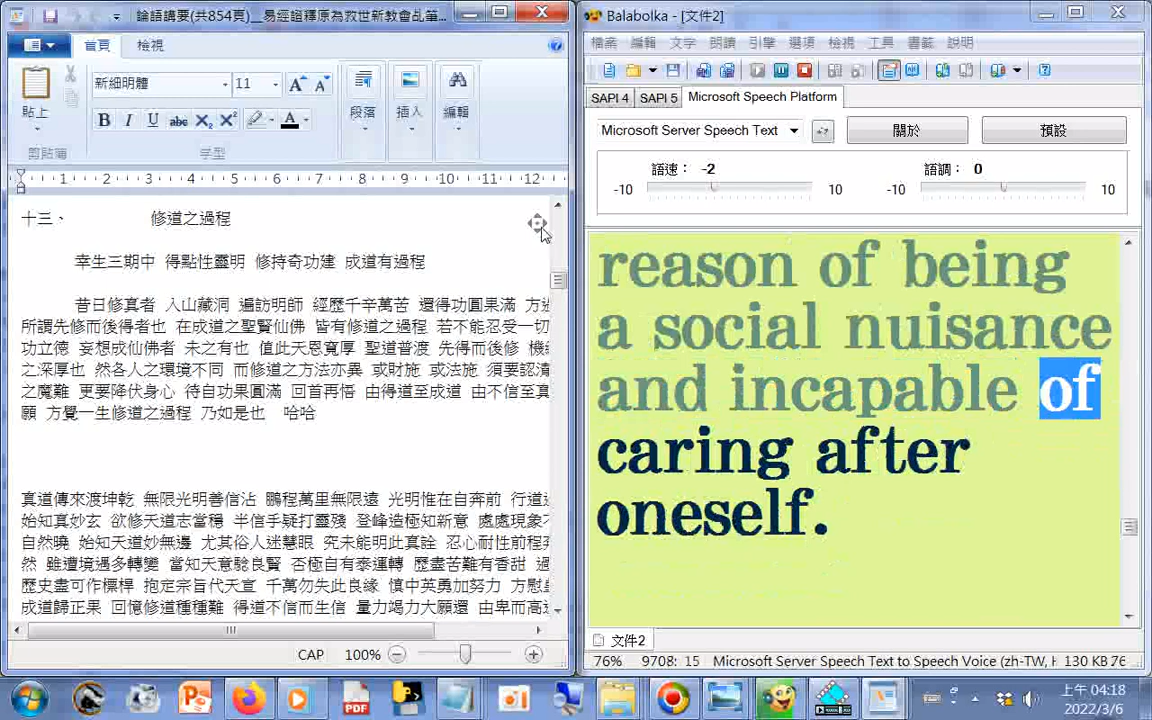 論語講要(共854頁)__易經證釋原為救世新教會乩筆...
首頁
檢視
貼上
剪貼簿
新細明體
11
字型
段落
插入
編輯
1 2 3 4 5 6 7 8 9 10 11 12
十三、 修道之過程
幸生三期中 得點性靈明 修持奇功建 成道有過程
昔日修真者 入山藏洞 遍訪明師 經歷千辛萬苦 還得功圓果滿 方
所謂先修而後得者也 在成道之聖賢仙佛 皆有修道之過程 若不能忍受一切
功立德 妄想成仙佛者 未之有也 值此天恩寬厚 聖道普渡 先得而後修 機
之深厚也 然各人之環境不同 而修道之方法亦異 或財施 或法施 須要認清
之魔難 更要降伏身心 待自功果圓滿 回首再悟 由得道至成道 由不信至真
願 方覺一生修道之過程 乃如是也 哈哈
真道傳來渡坤乾 無限光明善信沾 鵬程萬里無限遠 光明惟在自奔前 行道
始知真妙玄 欲修天道志當穩 半信手疑打靈殘 登峰造極知新意 處處現象
自然曉 始知天道妙無邊 尤其俗人迷慧眼 究未能明此真詮 忍心耐性前程
然 雖遭境遇多轉變 當知天意驗良賢 否極自有泰運轉 歷盡苦難有香甜
歷史盡可作標桿 抱定宗旨代天宣 千萬勿失此良緣 慎中英勇加努力 方慰
成道歸正果 回憶修道種種難 得道不信而生信 量力竭力大願還 由卑而高
CAP 100%
Balabolka - [文件2]
檔案 編輯 文字 朗讀 引擎 選項 檢視 工具 書籤 說明
SAPI 4 SAPI 5 Microsoft Speech Platform
Microsoft Server Speech Text
關於
預設
語速： -2
語調： 0
-10 10 -10 10
reason of being
a social nuisance
and incapable of
caring after
oneself.
文件2
76% 9708: 15 Microsoft Server Speech Text to Speech Voice (zh-TW, H 130 KB 76
PDF
上午 04:18
2022/3/6